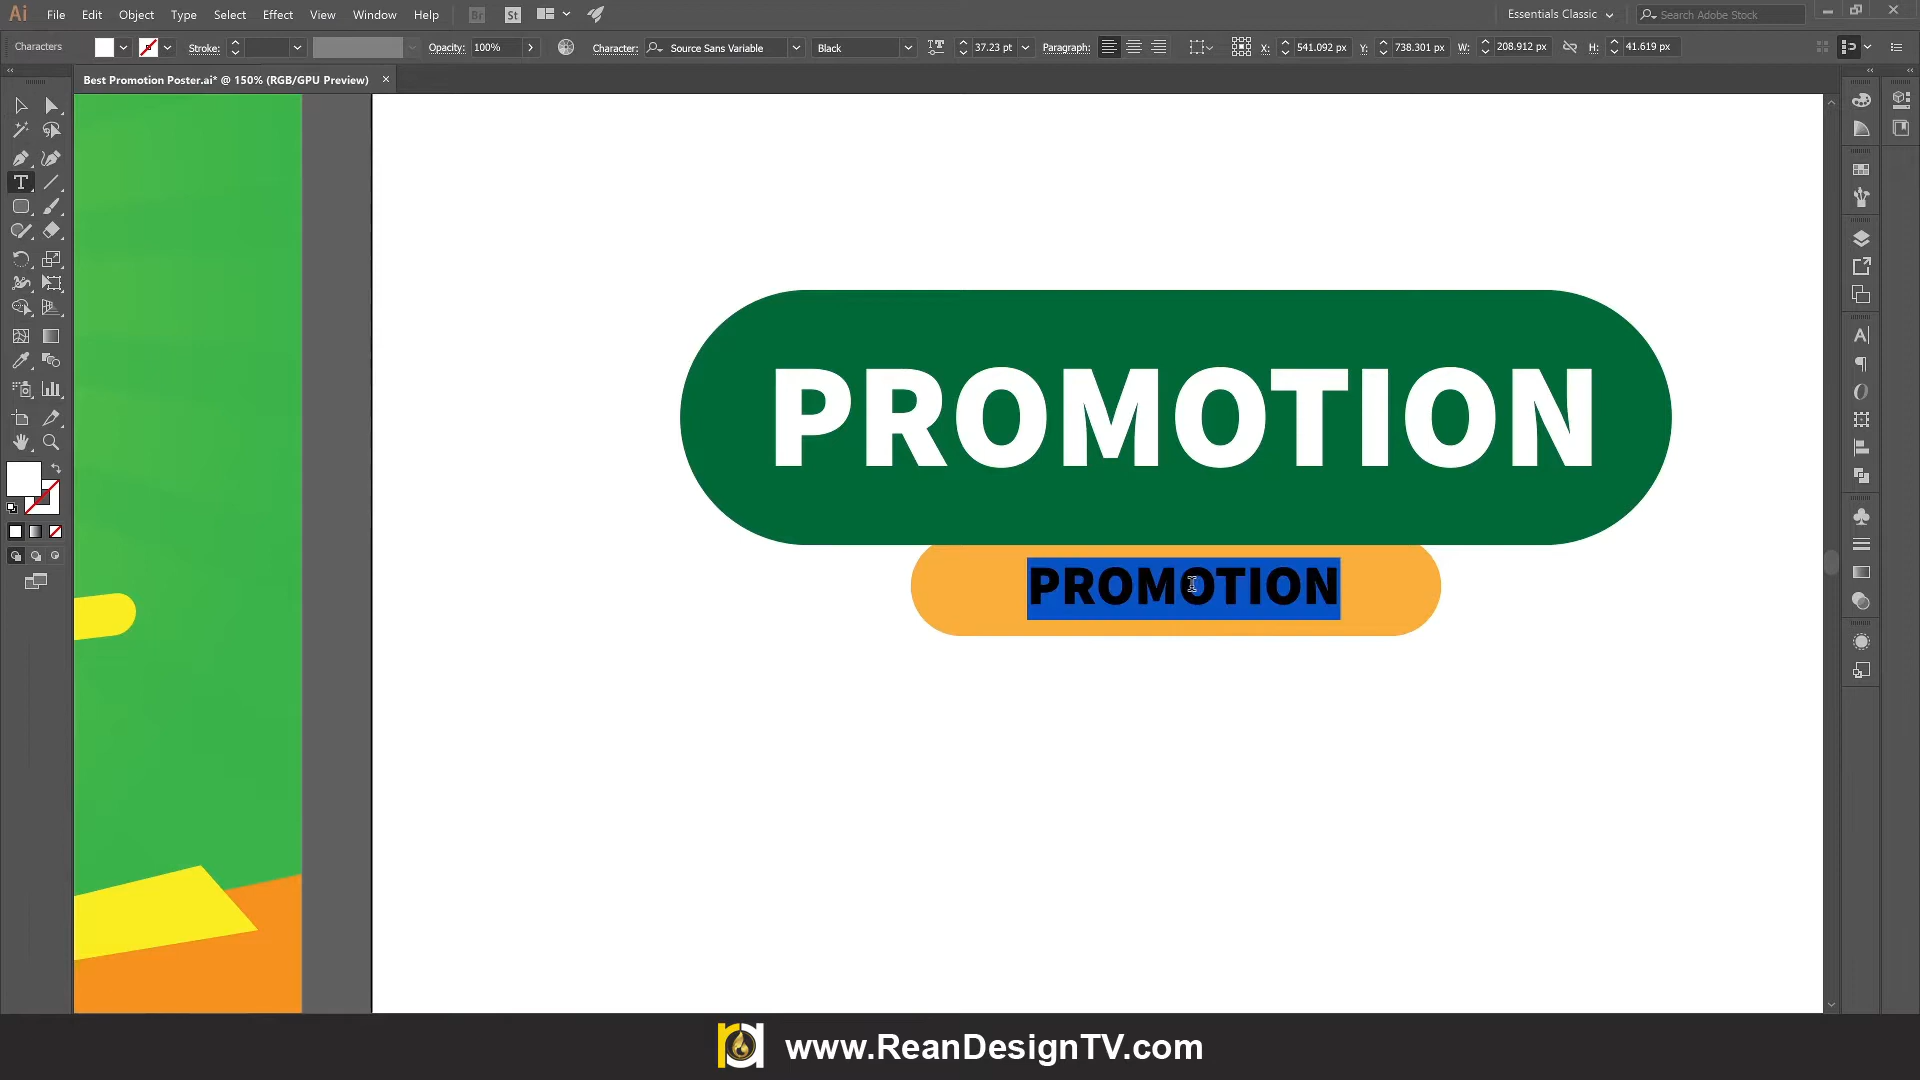 Ai File Edit Object Type Select Effect View Window Help Br St Essentials Classic Search Adobe Stock
Characters Stroke: Opacity: 100% Character: Source Sans Variable Black 37.23 pt Paragraph: X: 541.092 px Y: 738.301 px W: 208.912 px H: 41.619 px
Best Promotion Poster.ai* @ 150% (RGB/GPU Preview)
PROMOTION
PROMOTION
www.ReanDesignTV.com